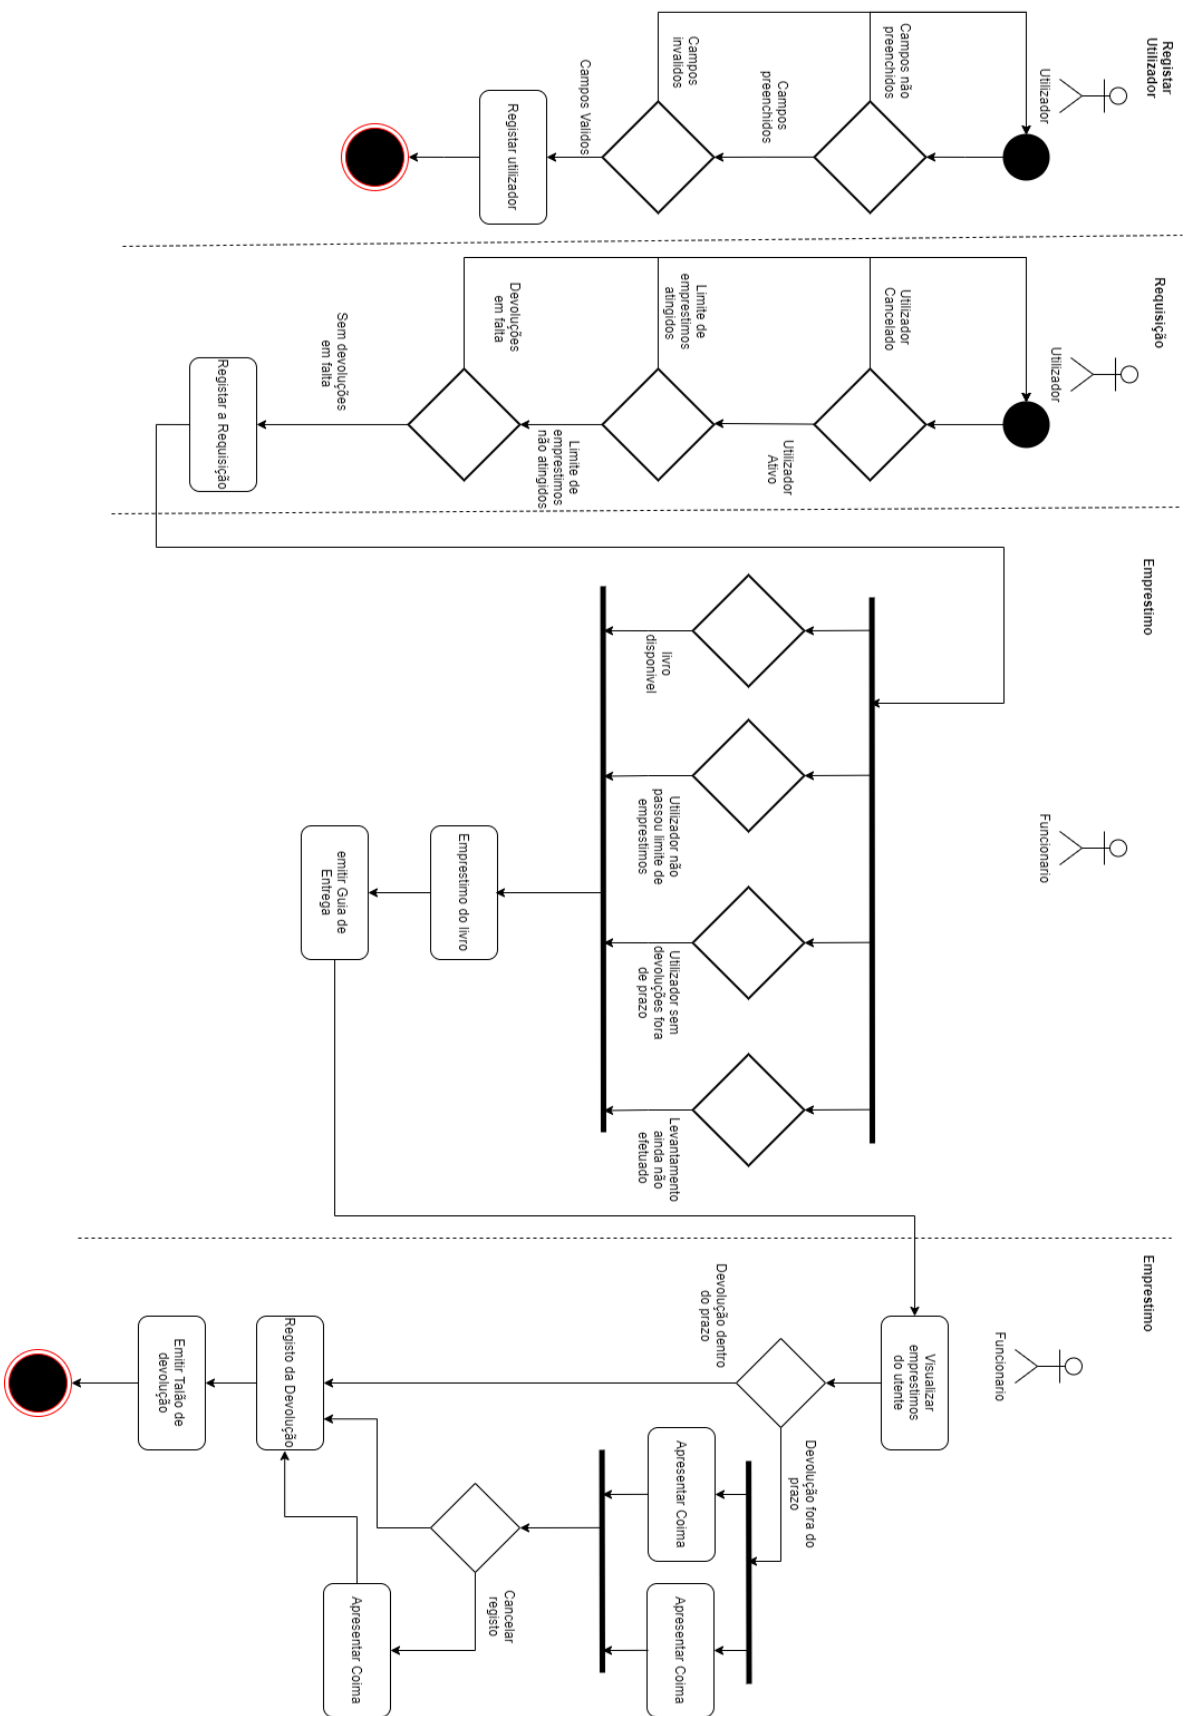 Registar
Utilizador
Utilizador
Campos não
preenchidos
Campos
preenchidos
Campos
invalidos
Campos Validos
Registar utilizador
Requisição
Utilizador
Utilizador
Cancelado
Utilizador
Ativo
Limite de
emprestimos
atingidos
Limite de
emprestimos
não atingidos
Devoluções
em falta
Sem devoluções
em falta
Registar a Requisição
Emprestimo
Funcionario
livro
disponivel
Utilizador não
passou limite de
emprestimos
Utilizador sem
devoluções fora
de prazo
Levantamento
ainda não
efetuado
Emprestimo do livro
emitir Guia de
Entrega
Emprestimo
Funcionario
Visualizar
emprestimos
do utente
Devolução dentro
do prazo
Devolução fora do
prazo
Apresentar Coima
Apresentar Coima
Cancelar
registo
Apresentar Coima
Registo da Devolução
Emitir Talão de
devolução